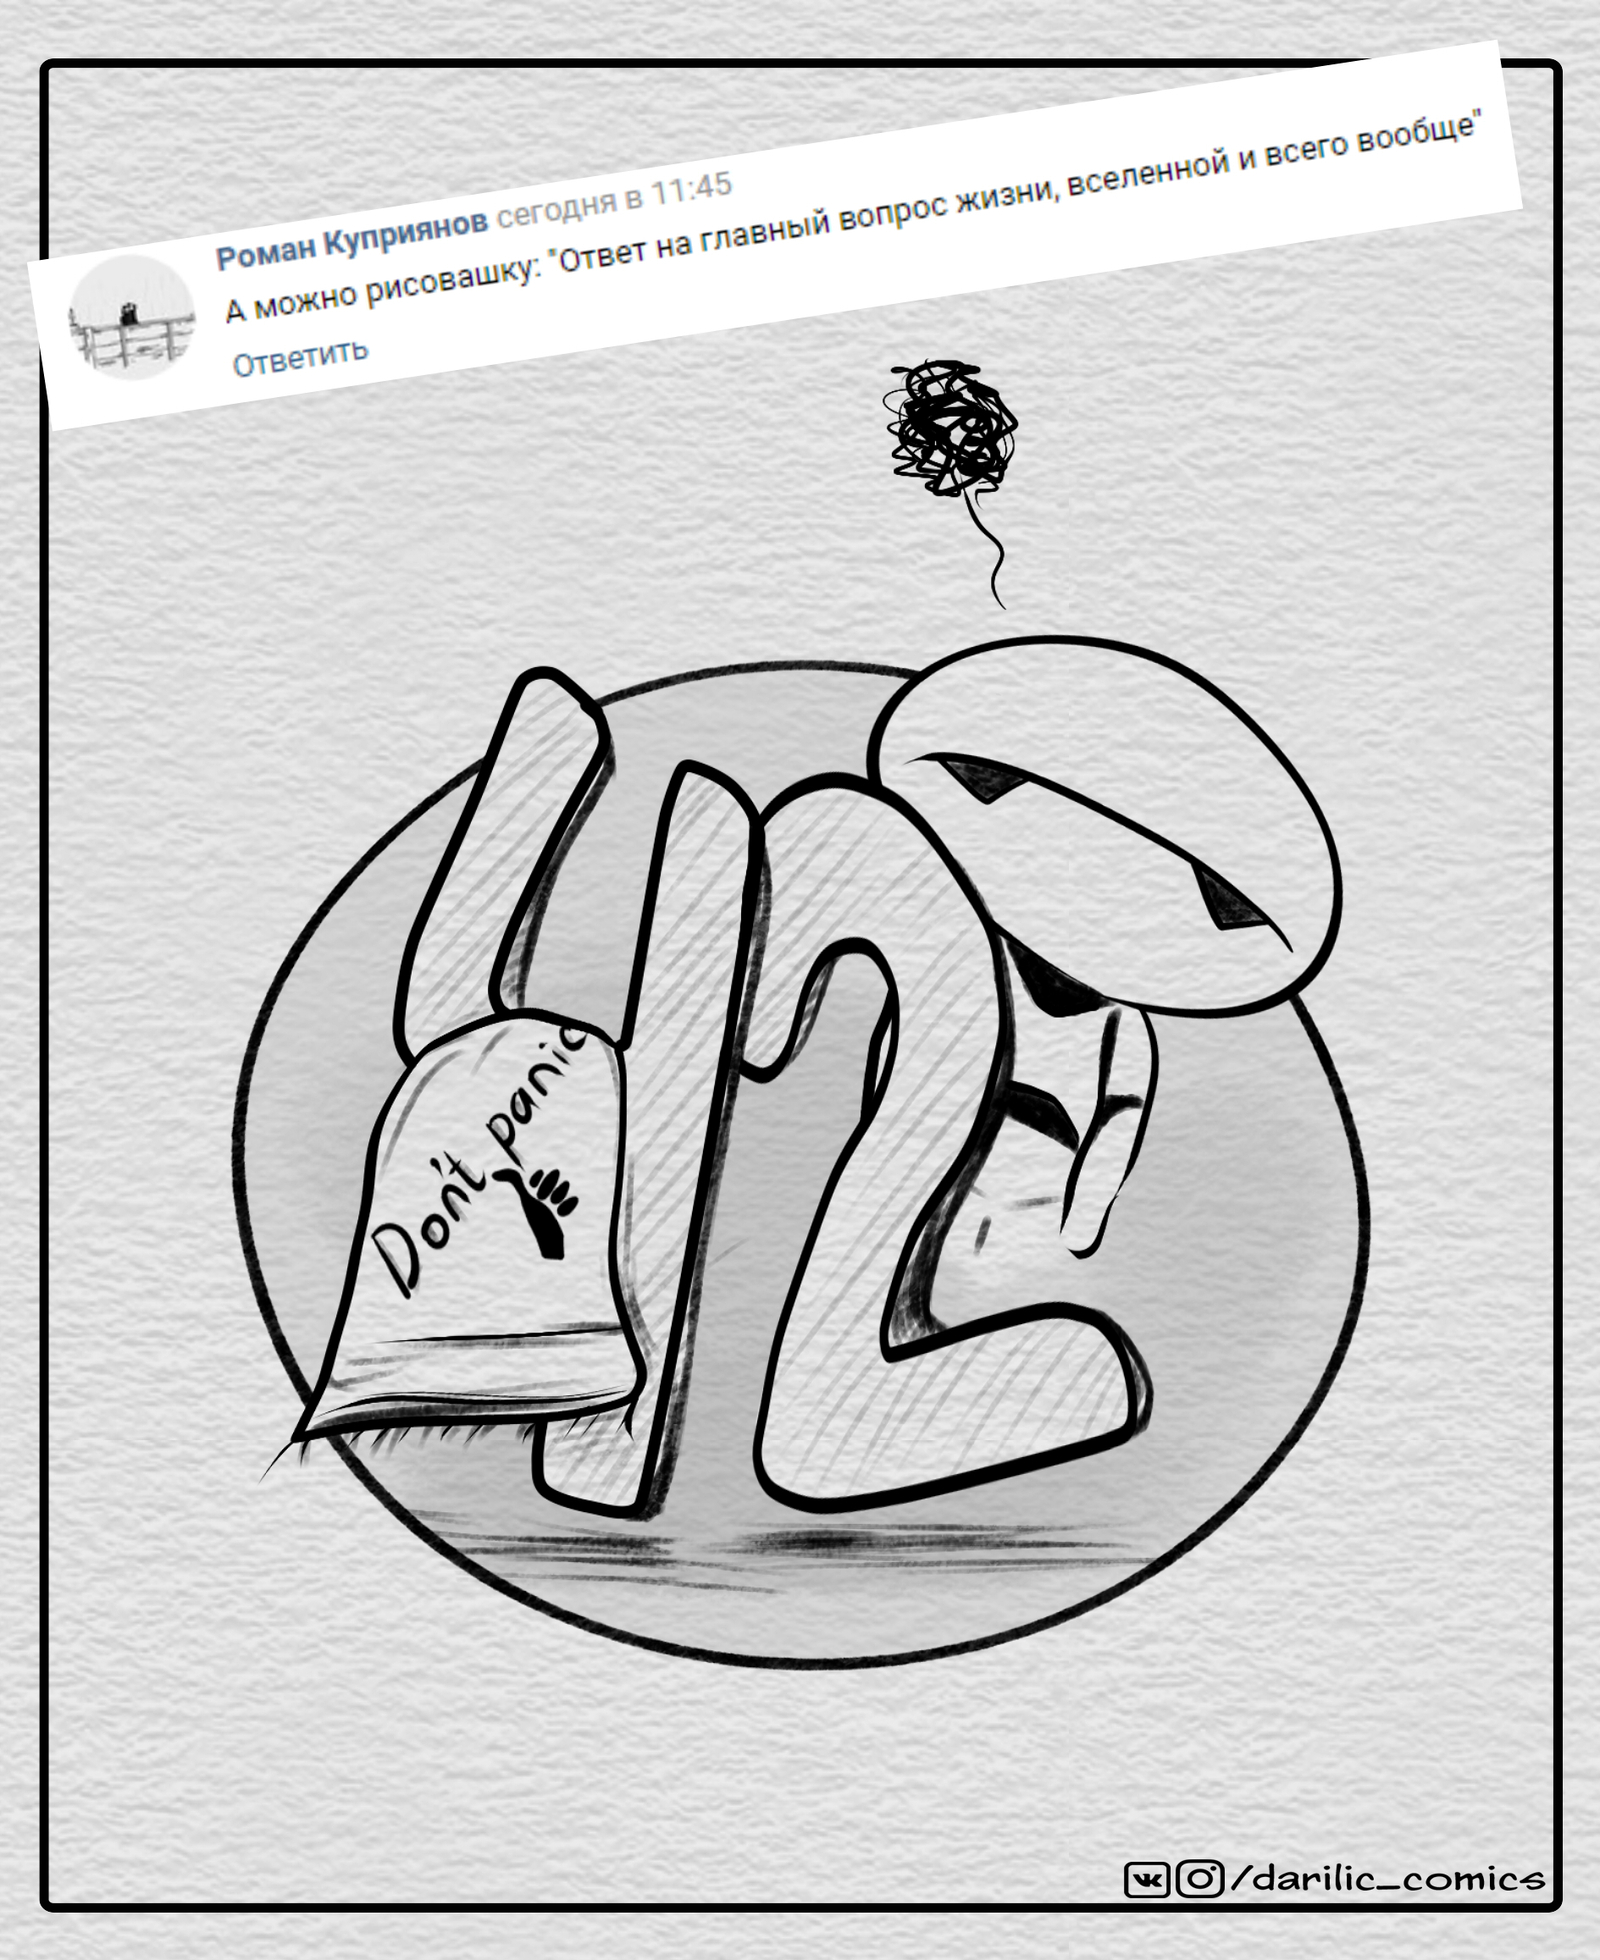 Роман Куприянов сегодня в 11:45
А можно рисовашку: "Ответ на главный вопрос жизни, вселенной и всего вообще"
Ответить
42
Don't panic
/darilic_comics